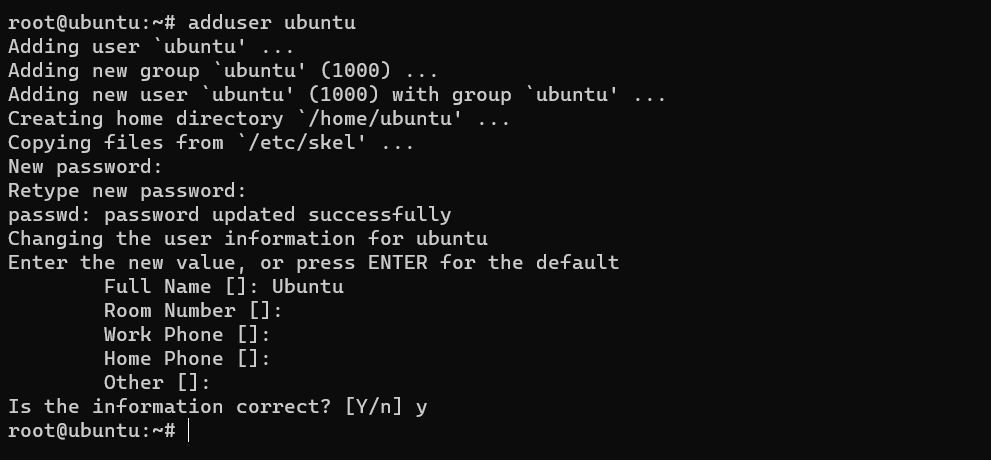 root@ubuntu:~# adduser ubuntu
Adding user `ubuntu' ...
Adding new group `ubuntu' (1000) ...
Adding new user `ubuntu' (1000) with group `ubuntu' ...
Creating home directory `/home/ubuntu' ...
Copying files from `/etc/skel' ...
New password:
Retype new password:
passwd: password updated successfully
Changing the user information for ubuntu
Enter the new value, or press ENTER for the default
        Full Name []: Ubuntu
        Room Number []:
        Work Phone []:
        Home Phone []:
        Other []:
Is the information correct? [Y/n] y
root@ubuntu:~#